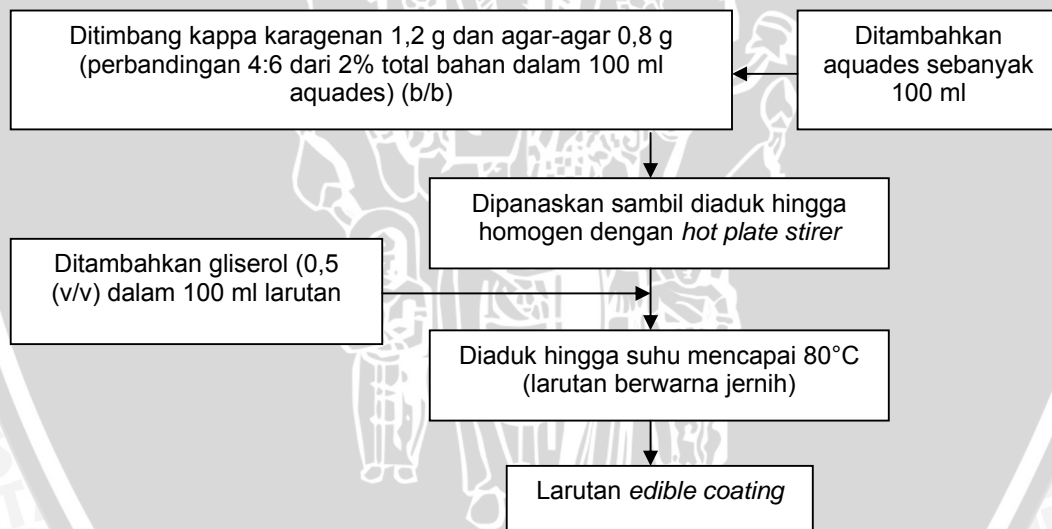 Ditimbang kappa karagenan 1,2 g dan agar-agar 0,8 g
(perbandingan 4:6 dari 2% total bahan dalam 100 ml
aquades) (b/b)
Ditambahkan
aquades sebanyak
100 ml
Dipanaskan sambil diaduk hingga
homogen dengan hot plate stirer
Ditambahkan gliserol (0,5
(v/v) dalam 100 ml larutan
Diaduk hingga suhu mencapai 80°C
(larutan berwarna jernih)
Larutan edible coating